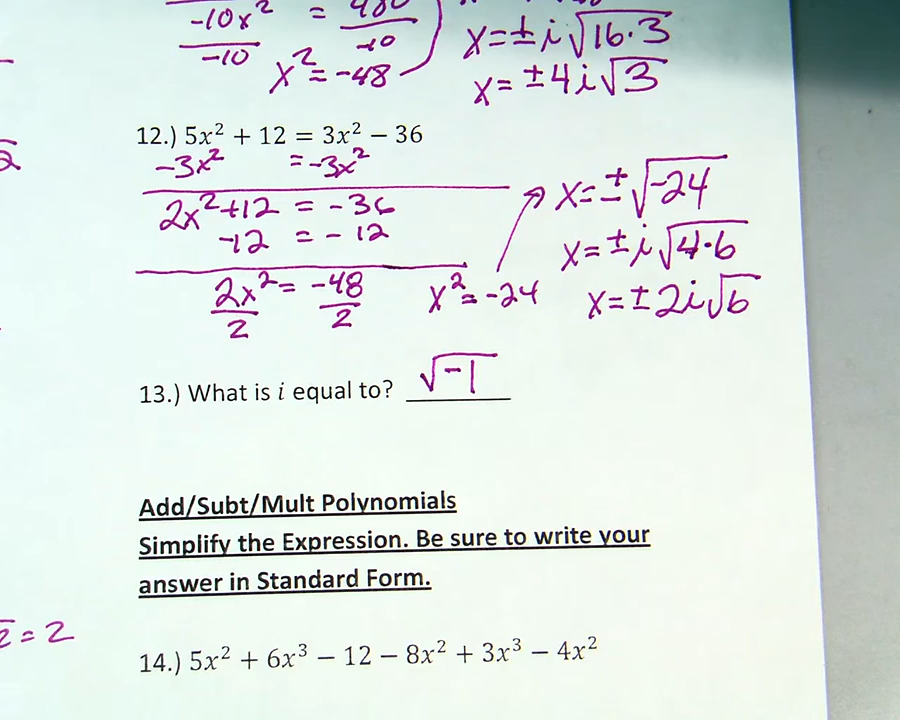 -10x² = 480
-10 -10
x² = -48
x = ± i√16·3
x = ± 4i√3
12.) 5x² + 12 = 3x² − 36
-3x² = -3x²
2x² + 12 = -36
-12 = -12
2x² = -48
2 2
x² = -24
x = ± √-24
x = ± i√4·6
x = ± 2i√6
13.) What is i equal to? √-1
Add/Subt/Mult Polynomials
Simplify the Expression. Be sure to write your
answer in Standard Form.
= 2
14.) 5x² + 6x³ − 12 − 8x² + 3x³ − 4x²